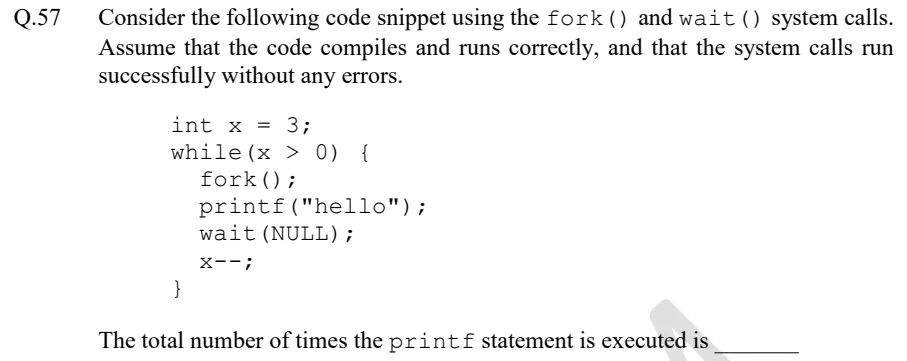 Q.57 Consider the following code snippet using the fork() and wait() system calls.
Assume that the code compiles and runs correctly, and that the system calls run
successfully without any errors.
int x = 3;
while(x > 0) {
fork();
printf("hello");
wait(NULL);
x--;
}
The total number of times the printf statement is executed is ________